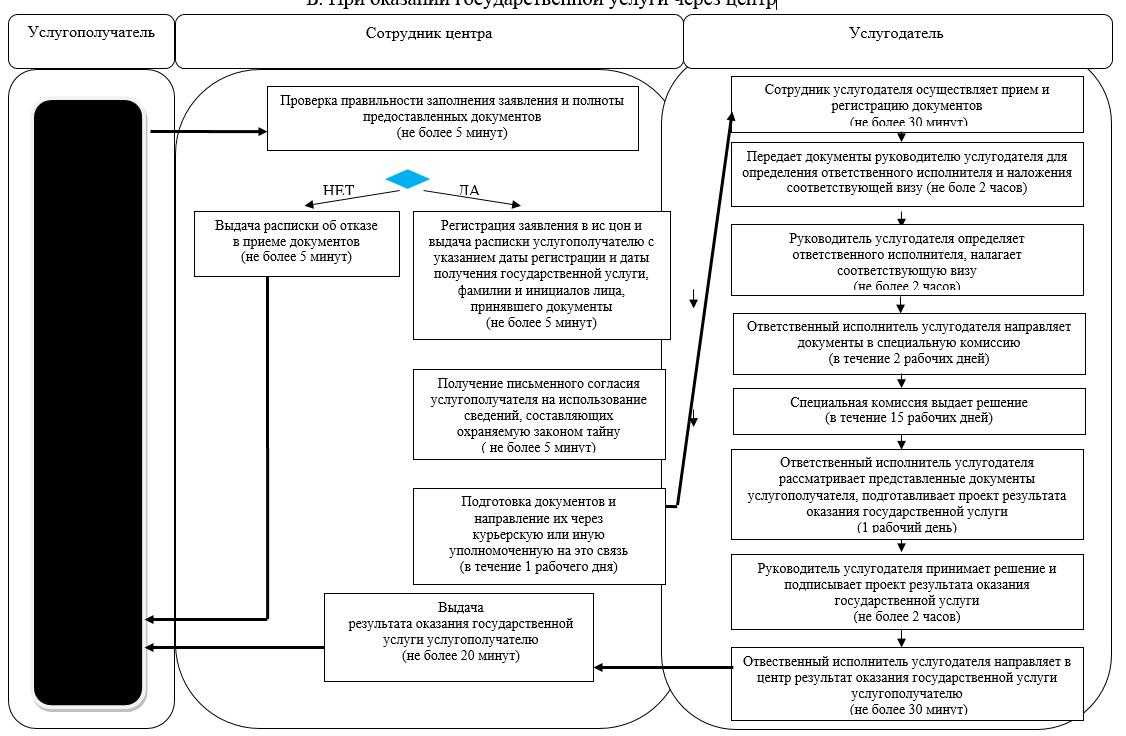 Б. При оказании государственной услуги через центр
Услугополучатель
Сотрудник центра
Услугодатель
Проверка правильности заполнения заявления и полноты
предоставленных документов
(не более 5 минут)
НЕТ
ДА
Выдача расписки об отказе
в приеме документов
(не более 5 минут)
Регистрация заявления в ис цон и
выдача расписки услугополучателю с
указанием даты регистрации и даты
получения государственной услуги,
фамилии и инициалов лица,
принявшего документы
(не более 5 минут)
Получение письменного согласия
услугополучателя на использование
сведений, составляющих
охраняемую законом тайну
( не более 5 минут)
Подготовка документов и
направление их через
курьерскую или иную
уполномоченную на это связь
(в течение 1 рабочего дня)
Выдача
результата оказания государственной
услуги услугополучателю
(не более 20 минут)
Сотрудник услугодателя осуществляет прием и
регистрацию документов
(не более 30 минут)
Передает документы руководителю услугодателя для
определения ответственного исполнителя и наложения
соответствующей визу (не боле 2 часов)
Руководитель услугодателя определяет
ответственного исполнителя, налагает
соответствующую визу
(не более 2 часов)
Ответственный исполнитель услугодателя направляет
документы в специальную комиссию
(в течение 2 рабочих дней)
Специальная комиссия выдает решение
(в течение 15 рабочих дней)
Ответственный исполнитель услугодателя
рассматривает представленные документы
услугополучателя, подготавливает проект результата
оказания государственной услуги
(1 рабочий день)
Руководитель услугодателя принимает решение и
подписывает проект результата оказания
государственной услуги
(не более 2 часов)
Отвественный исполнитель услугодателя направляет в
центр результат оказания государственной услуги
услугополучателю
(не более 30 минут)